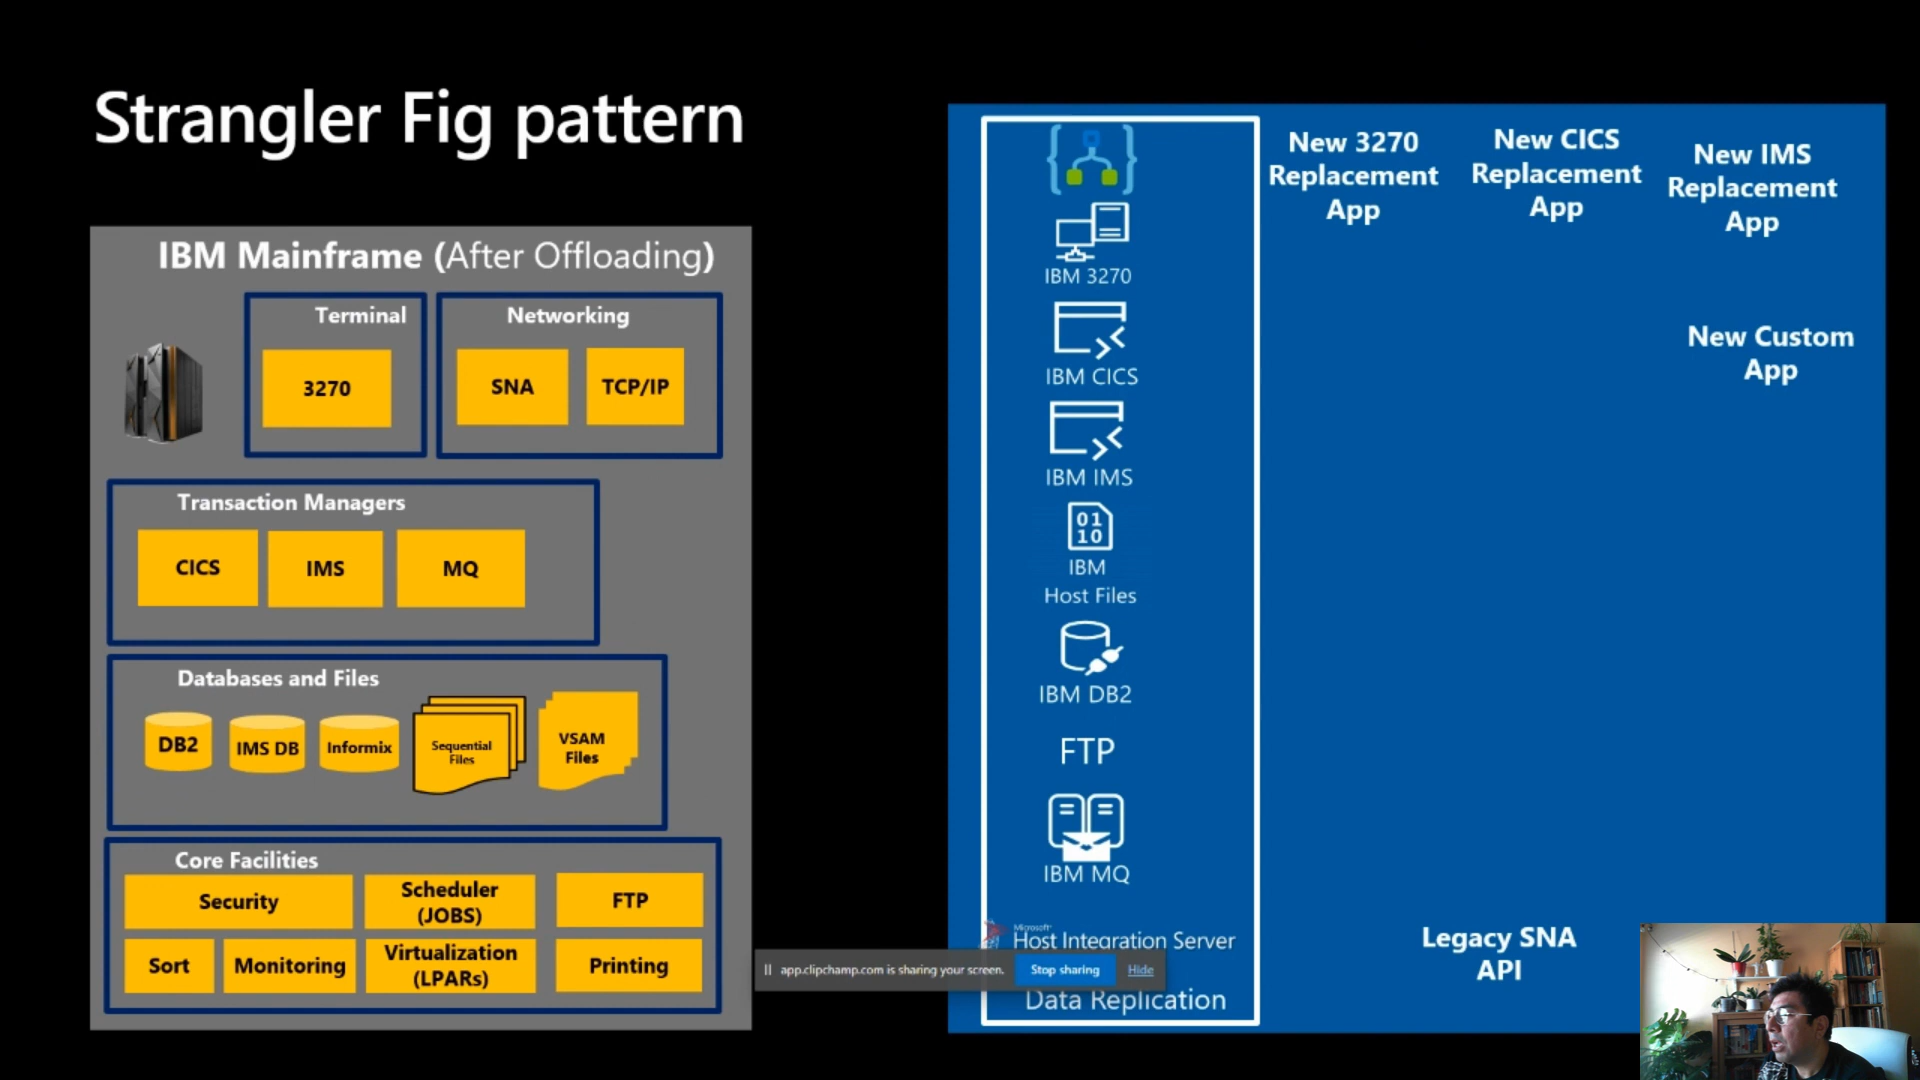 Strangler Fig pattern
IBM Mainframe (After Offloading)
Terminal
3270
Networking
SNA
TCP/IP
Transaction Managers
CICS
IMS
MQ
Databases and Files
DB2
IMS DB
Informix
Sequential
Files
VSAM
Files
Core Facilities
Security
Scheduler
(JOBS)
FTP
Sort
Monitoring
Virtualization
(LPARs)
Printing
IBM 3270
IBM CICS
IBM IMS
01
10
IBM
Host Files
IBM DB2
FTP
IBM MQ
Microsoft
Host Integration Server
app.clipchamp.com is sharing your screen.
Stop sharing
Hide
Data Replication
New 3270
Replacement
App
New CICS
Replacement
App
New IMS
Replacement
App
New Custom
App
Legacy SNA
API